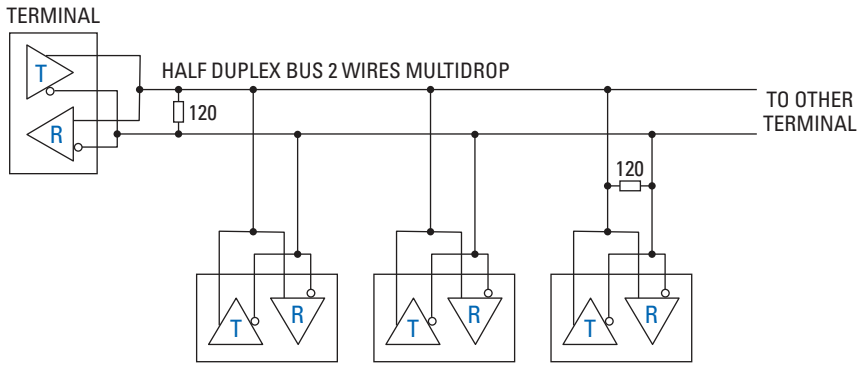 TERMINAL
T
HALF DUPLEX BUS 2 WIRES MULTIDROP
TO OTHER
TERMINAL
120
R
120
T
R
T
R
T
R